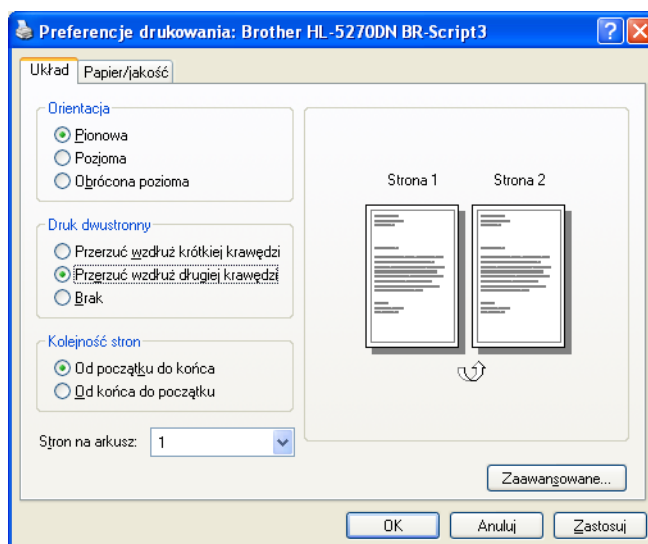 Preferencje drukowania: Brother HL-5270DN BR-Script3
Układ
Papier/jakość
Orientacja
Pionowa
Pozioma
Obrócona pozioma
Druk dwustronny
Przerzuć wzdłuż krótkiej krawędzi
Przerzuć wzdłuż długiej krawędzi
Brak
Kolejność stron
Od początku do końca
Od końca do początku
Stron na arkusz: 1
Strona 1 Strona 2
Zaawansowane...
OK Anuluj Zastosuj